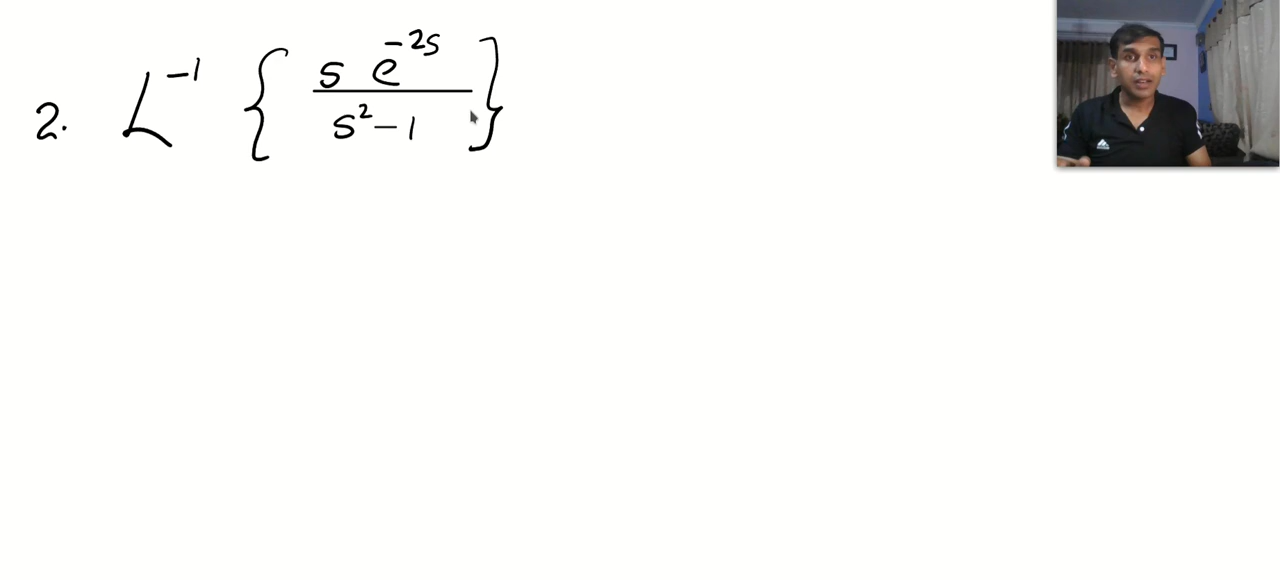 2. L⁻¹ { s e⁻²ˢ / s² − 1 }